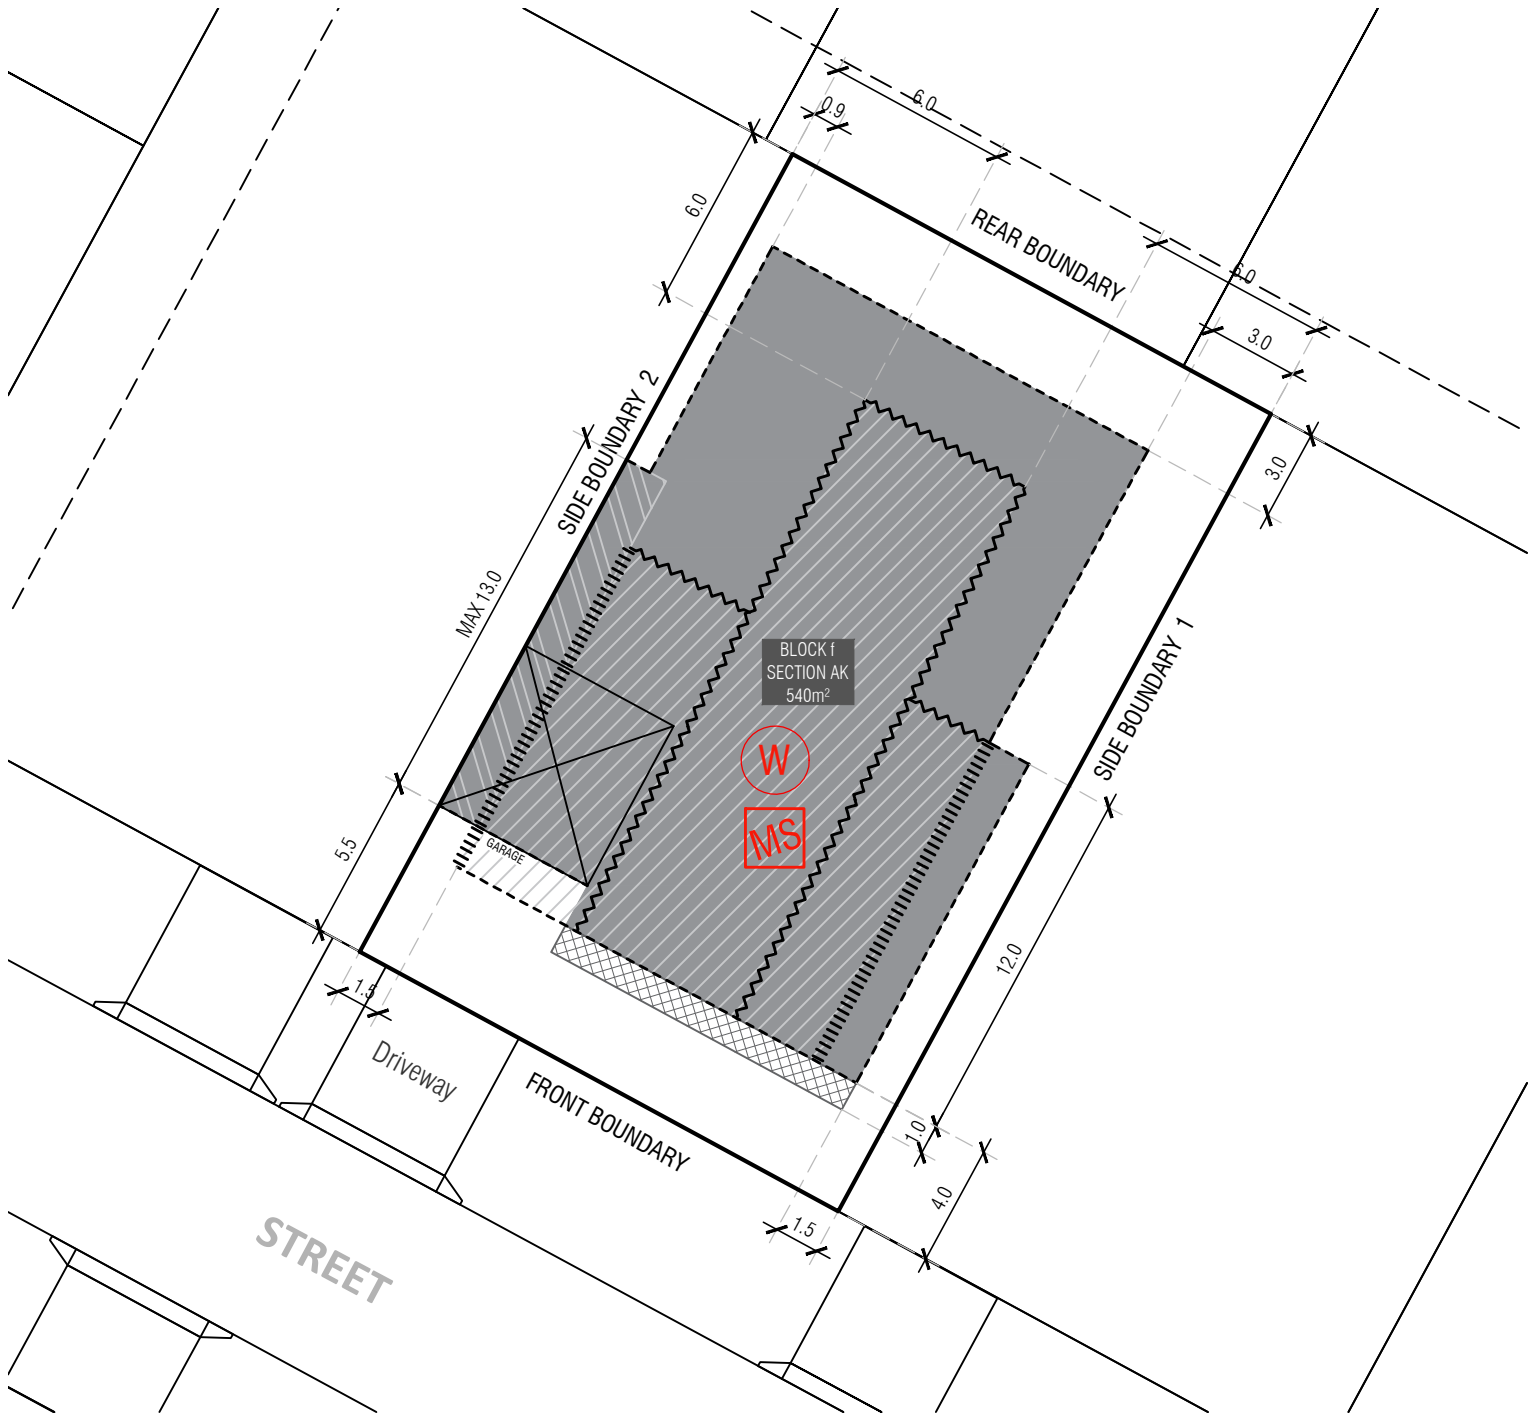 6.0
0.9
6.0
REAR BOUNDARY
6.0
3.0
3.0
SIDE BOUNDARY 2
MAX 13.0
BLOCK f
SECTION AK
540m²
W
MS
SIDE BOUNDARY 1
GARAGE
5.5
12.0
1.5
Driveway
FRONT BOUNDARY
1.0
4.0
1.5
STREET